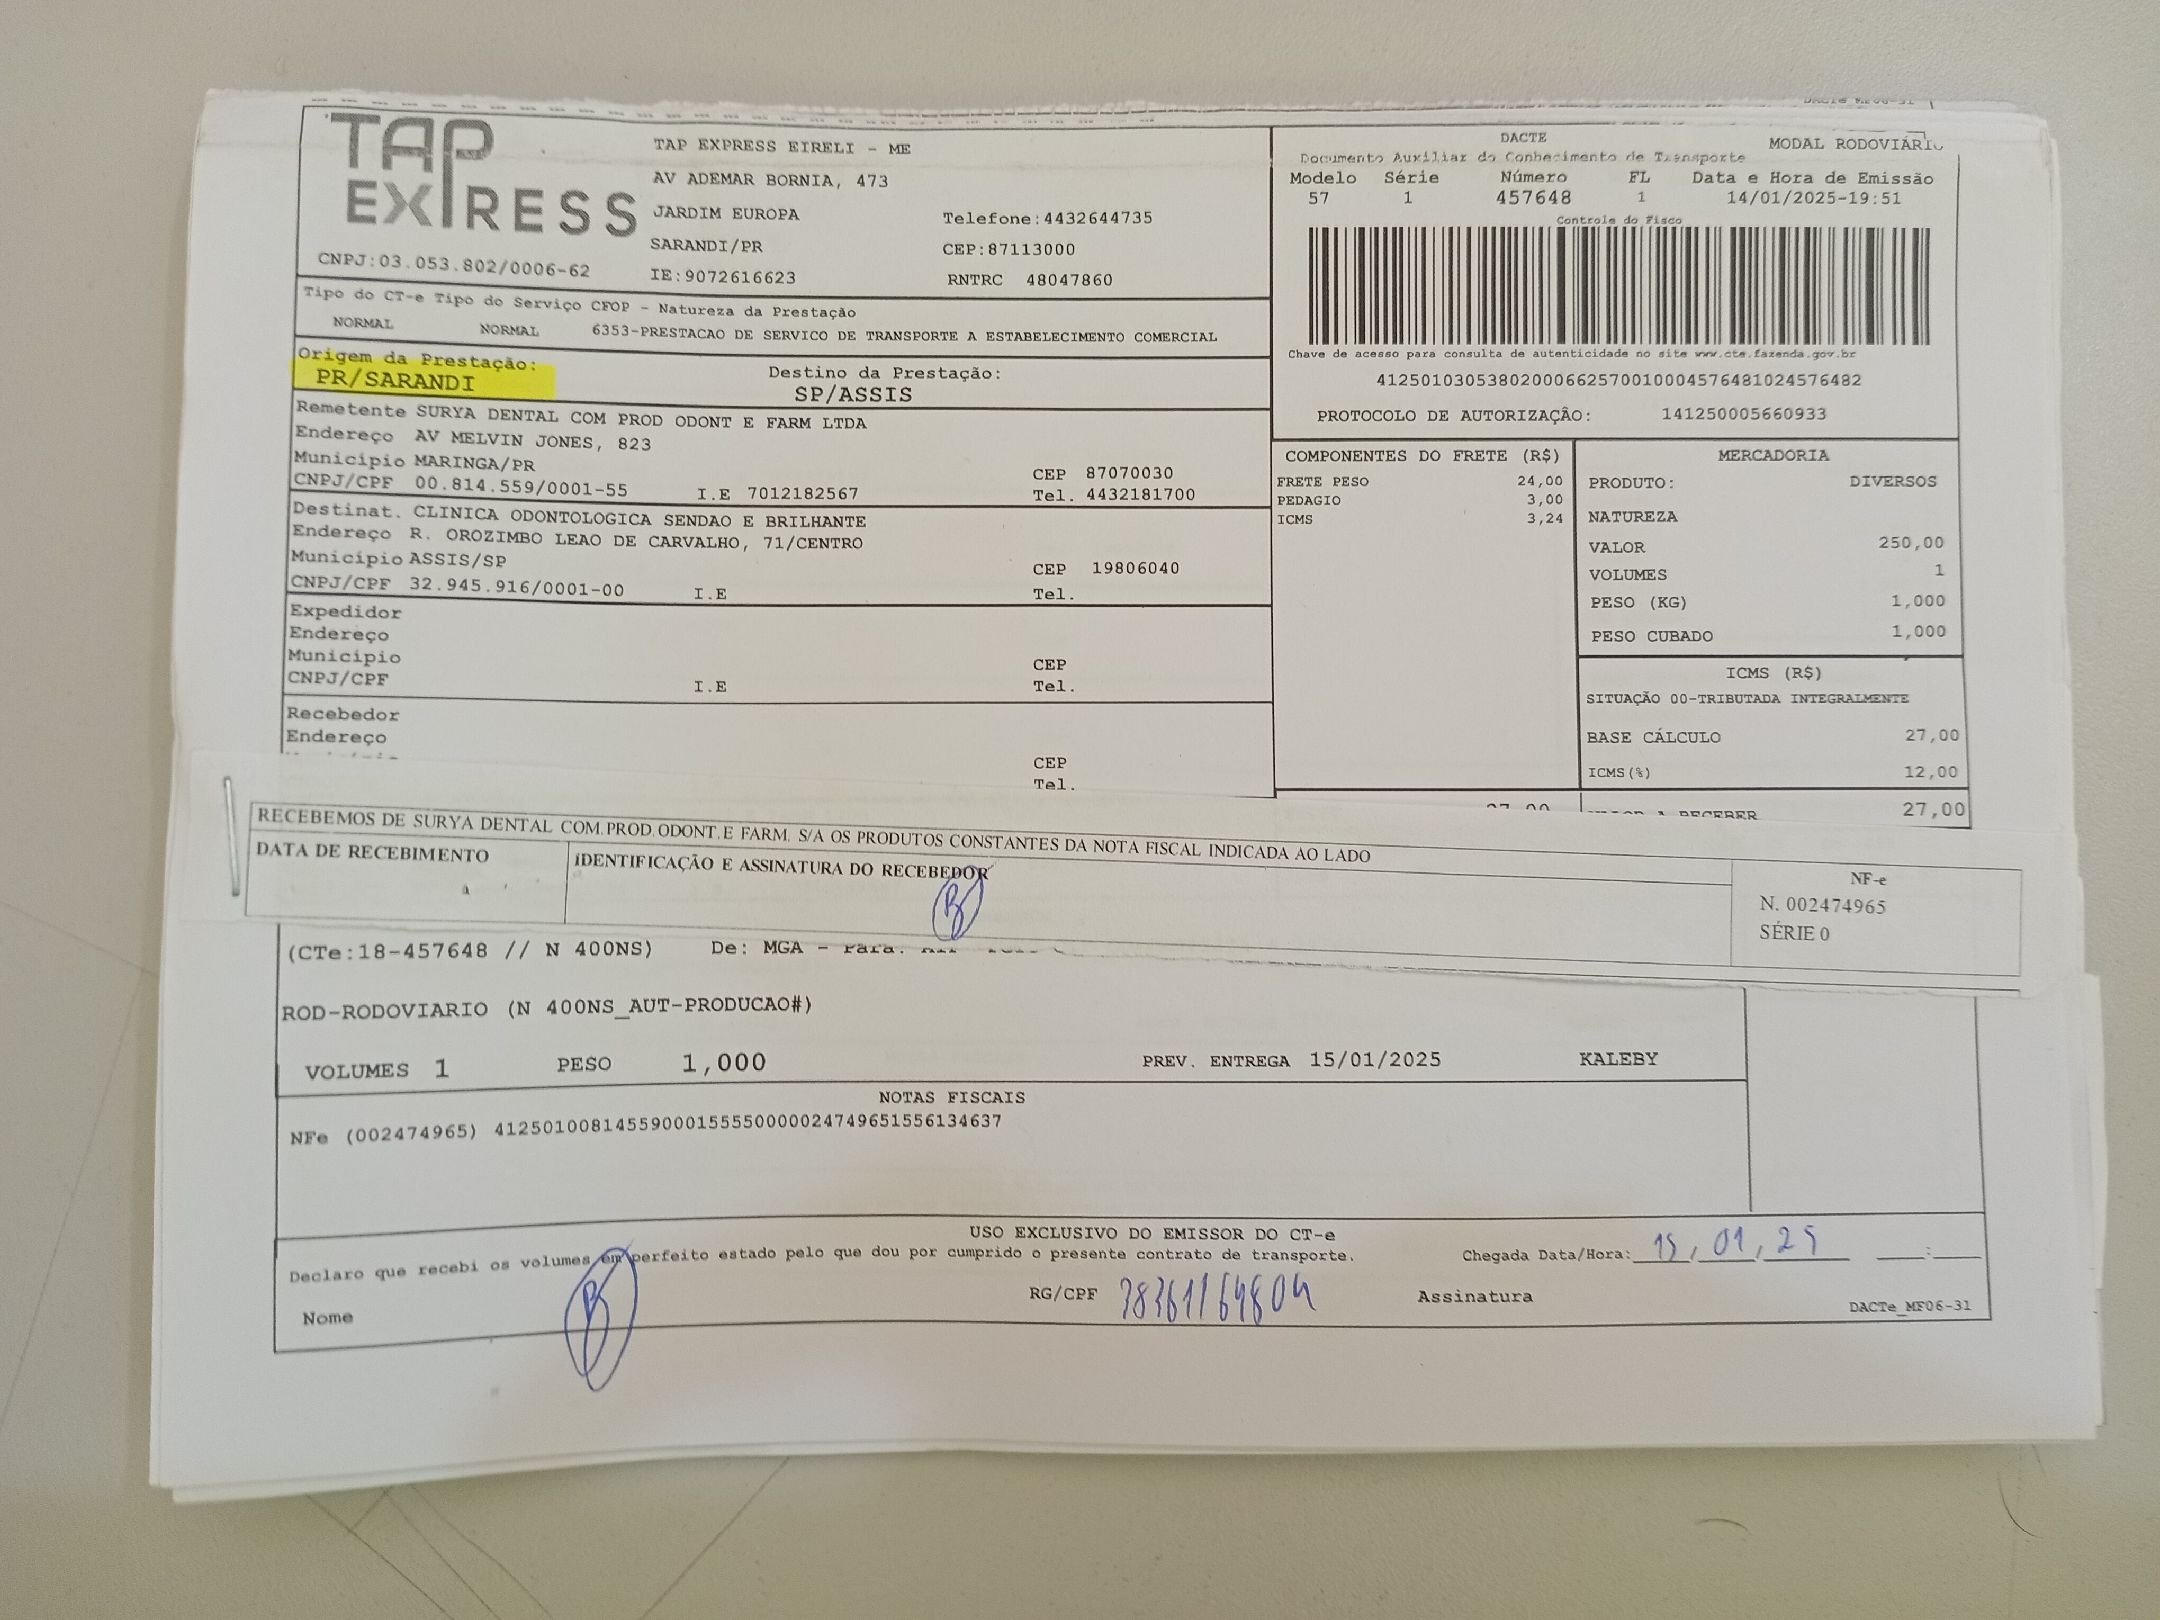 DACTe_MF06-31
TAP EXPRESS
TAP EXPRESS EIRELI - ME
AV ADEMAR BORNIA, 473
JARDIM EUROPA
Telefone:4432644735
SARANDI/PR
CEP:87113000
CNPJ:03.053.802/0006-62
IE:9072616623
RNTRC 48047860
DACTE
MODAL RODOVIÁRIO
Documento Auxiliar do Conhecimento de Transporte
Modelo Série Número FL Data e Hora de Emissão
57 1 457648 1 14/01/2025-19:51
Controle do Fisco
Chave de acesso para consulta de autenticidade no site www.cte.fazenda.gov.br
41250103053802000662570010004576481024576482
PROTOCOLO DE AUTORIZAÇÃO: 141250005660933
Tipo do CT-e Tipo do Serviço CFOP - Natureza da Prestação
NORMAL NORMAL 6353-PRESTACAO DE SERVICO DE TRANSPORTE A ESTABELECIMENTO COMERCIAL
Origem da Prestação: Destino da Prestação:
PR/SARANDI SP/ASSIS
Remetente SURYA DENTAL COM PROD ODONT E FARM LTDA
Endereço AV MELVIN JONES, 823
Município MARINGA/PR CEP 87070030
CNPJ/CPF 00.814.559/0001-55 I.E 7012182567 Tel. 4432181700
Destinat. CLINICA ODONTOLOGICA SENDAO E BRILHANTE
Endereço R. OROZIMBO LEAO DE CARVALHO, 71/CENTRO
Município ASSIS/SP CEP 19806040
CNPJ/CPF 32.945.916/0001-00 I.E Tel.
Expedidor
Endereço
Município CEP
CNPJ/CPF I.E Tel.
Recebedor
Endereço
CEP
Tel.
COMPONENTES DO FRETE (R$)
FRETE PESO 24,00
PEDAGIO 3,00
ICMS 3,24
27,00
MERCADORIA
PRODUTO: DIVERSOS
NATUREZA
VALOR 250,00
VOLUMES 1
PESO (KG) 1,000
PESO CUBADO 1,000
ICMS (R$)
SITUAÇÃO 00-TRIBUTADA INTEGRALMENTE
BASE CÁLCULO 27,00
ICMS(%) 12,00
A RECEBER 27,00
RECEBEMOS DE SURYA DENTAL COM.PROD.ODONT.E FARM. S/A OS PRODUTOS CONSTANTES DA NOTA FISCAL INDICADA AO LADO
DATA DE RECEBIMENTO
IDENTIFICAÇÃO E ASSINATURA DO RECEBEDOR
NF-e
N. 002474965
SÉRIE 0
(CTe:18-457648 // N 400NS) De: MGA -
ROD-RODOVIARIO (N 400NS_AUT-PRODUCAO#)
VOLUMES 1 PESO 1,000 PREV. ENTREGA 15/01/2025 KALEBY
NOTAS FISCAIS
NFe (002474965) 41250100814559000155550000024749651556134637
USO EXCLUSIVO DO EMISSOR DO CT-e
Declaro que recebi os volumes em perfeito estado pelo que dou por cumprido o presente contrato de transporte. Chegada Data/Hora: 15, 01, 25 :
Nome RG/CPF 38361164804 Assinatura
DACTe_MF06-31